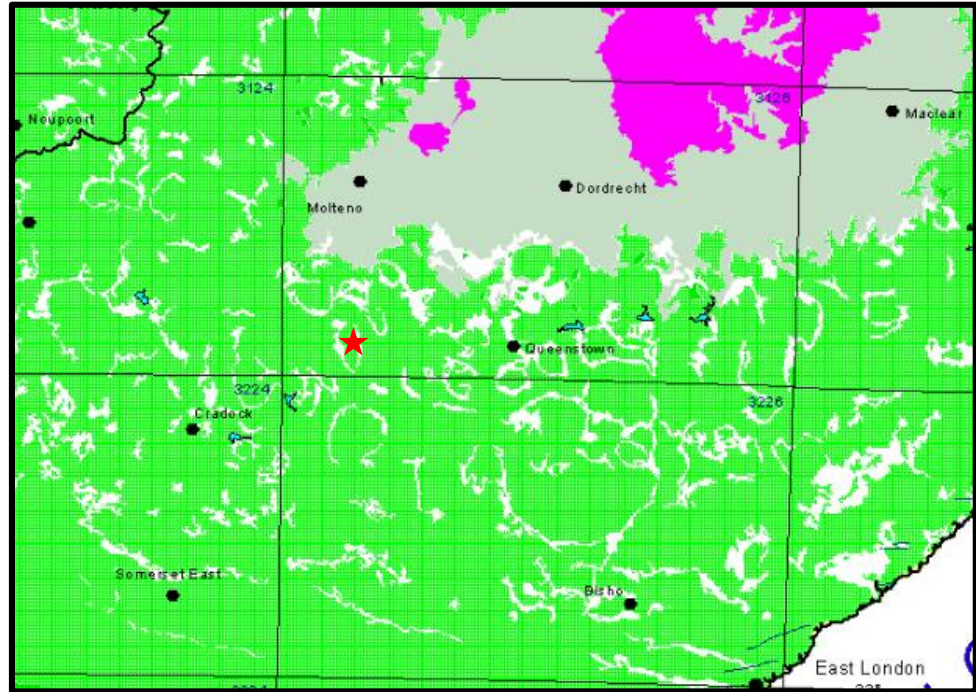 3124
3126
Noupoort
Maclear
Dordrecht
Molteno
Queenstown
3224
3226
Cradock
Somerset East
Bisho
East London